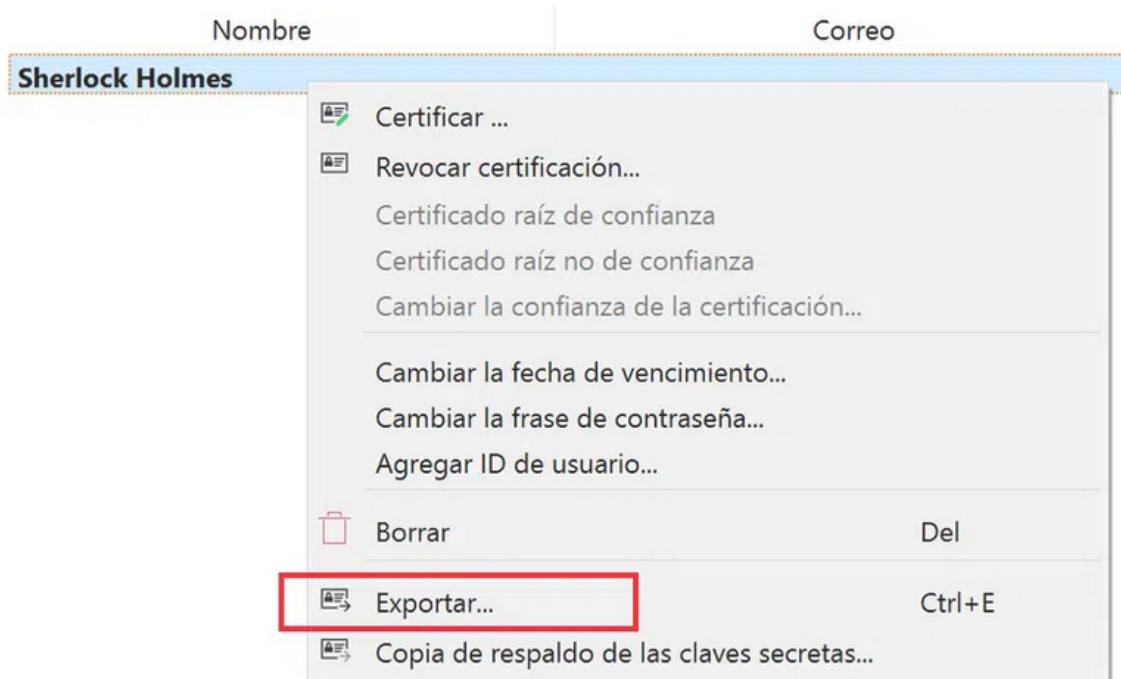 Nombre Correo
Sherlock Holmes
Certificar ...
Revocar certificación...
Certificado raíz de confianza
Certificado raíz no de confianza
Cambiar la confianza de la certificación...
Cambiar la fecha de vencimiento...
Cambiar la frase de contraseña...
Agregar ID de usuario...
Borrar Del
Exportar... Ctrl+E
Copia de respaldo de las claves secretas...